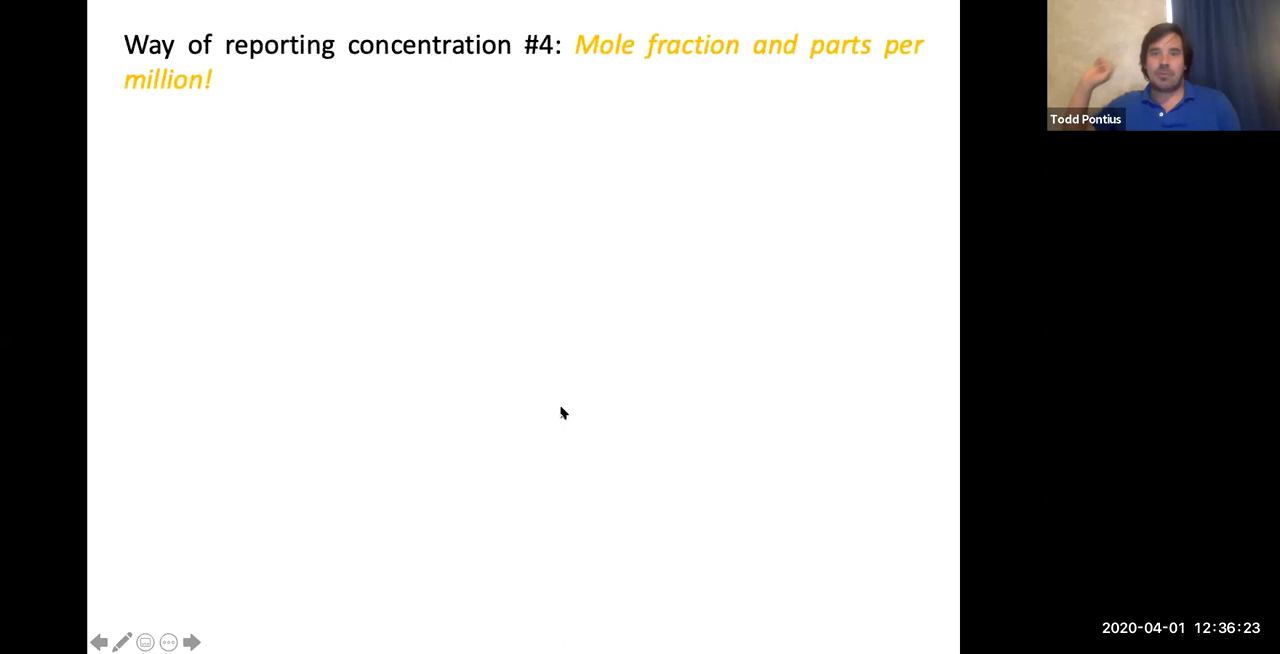 Way of reporting concentration #4: Mole fraction and parts per
million!
Todd Pontius
2020-04-01 12:36:23